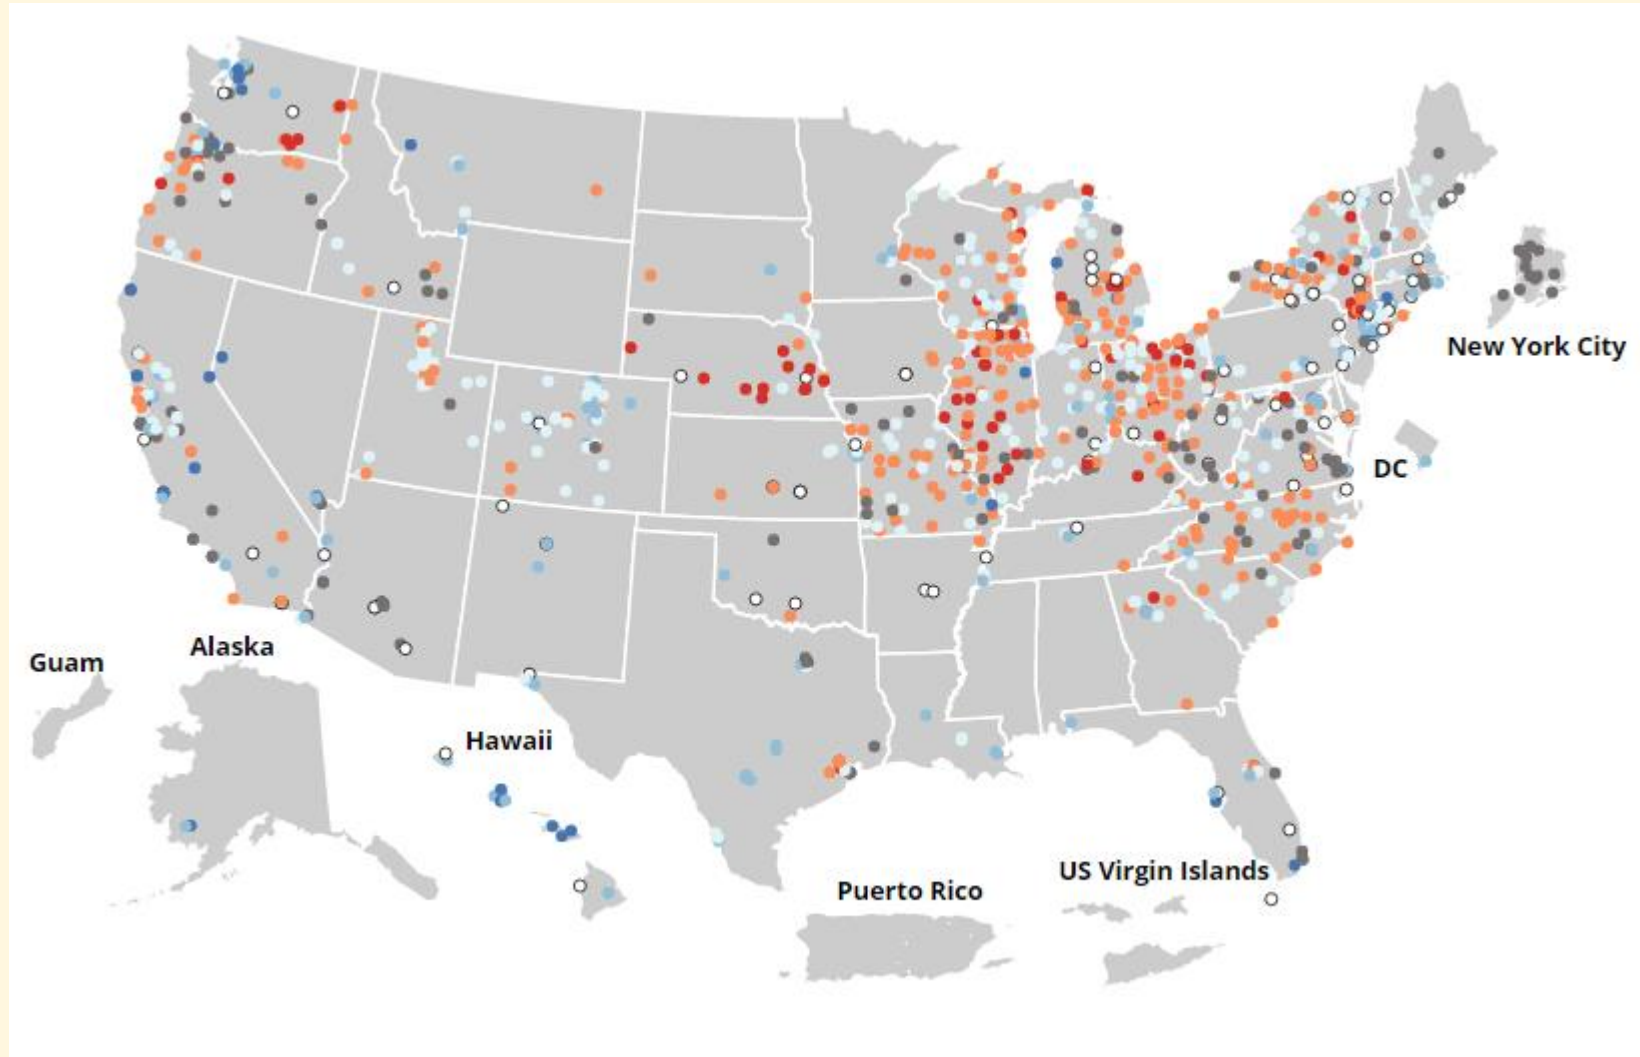 New York City
DC
Alaska
Guam
Hawaii
US Virgin Islands
Puerto Rico